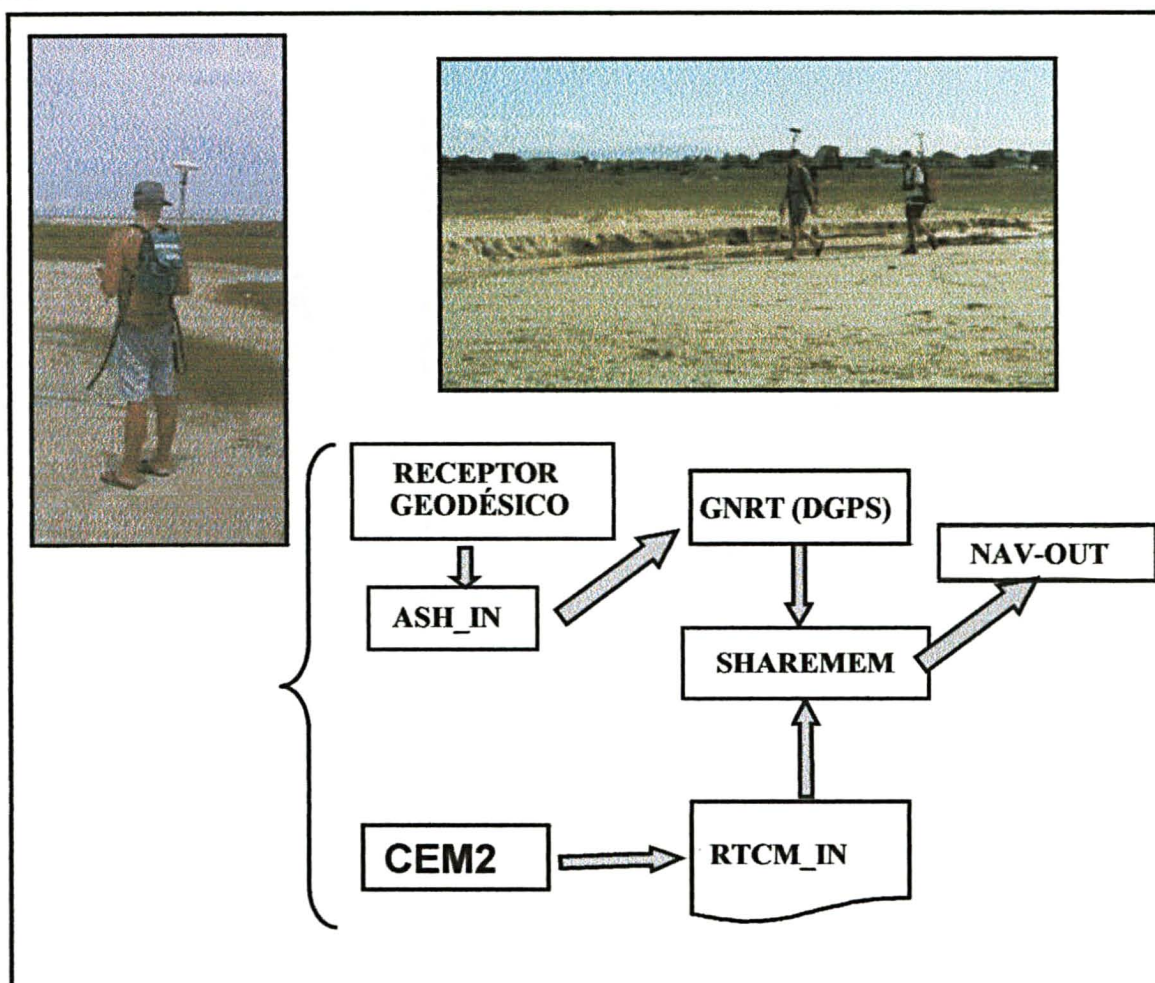 RECEPTOR
GEODÉSICO
GNRT (DGPS)
NAV-OUT
ASH_IN
SHAREMEM
CEM2
RTCM_IN